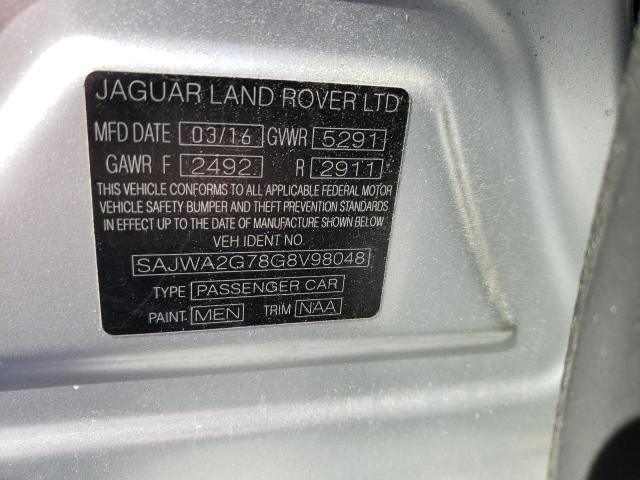 JAGUAR LAND ROVER LTD
MFD DATE 03/16 GVWR 5291
GAWR F 2492 R 2911
THIS VEHICLE CONFORMS TO ALL APPLICABLE FEDERAL MOTOR
VEHICLE SAFETY BUMPER AND THEFT PREVENTION STANDARDS
IN EFFECT UP TO THE DATE OF MANUFACTURE SHOWN BELOW
VEH IDENT NO
SAJWA2G78G8V98048
TYPE PASSENGER CAR
PAINT MEN TRIM NAA